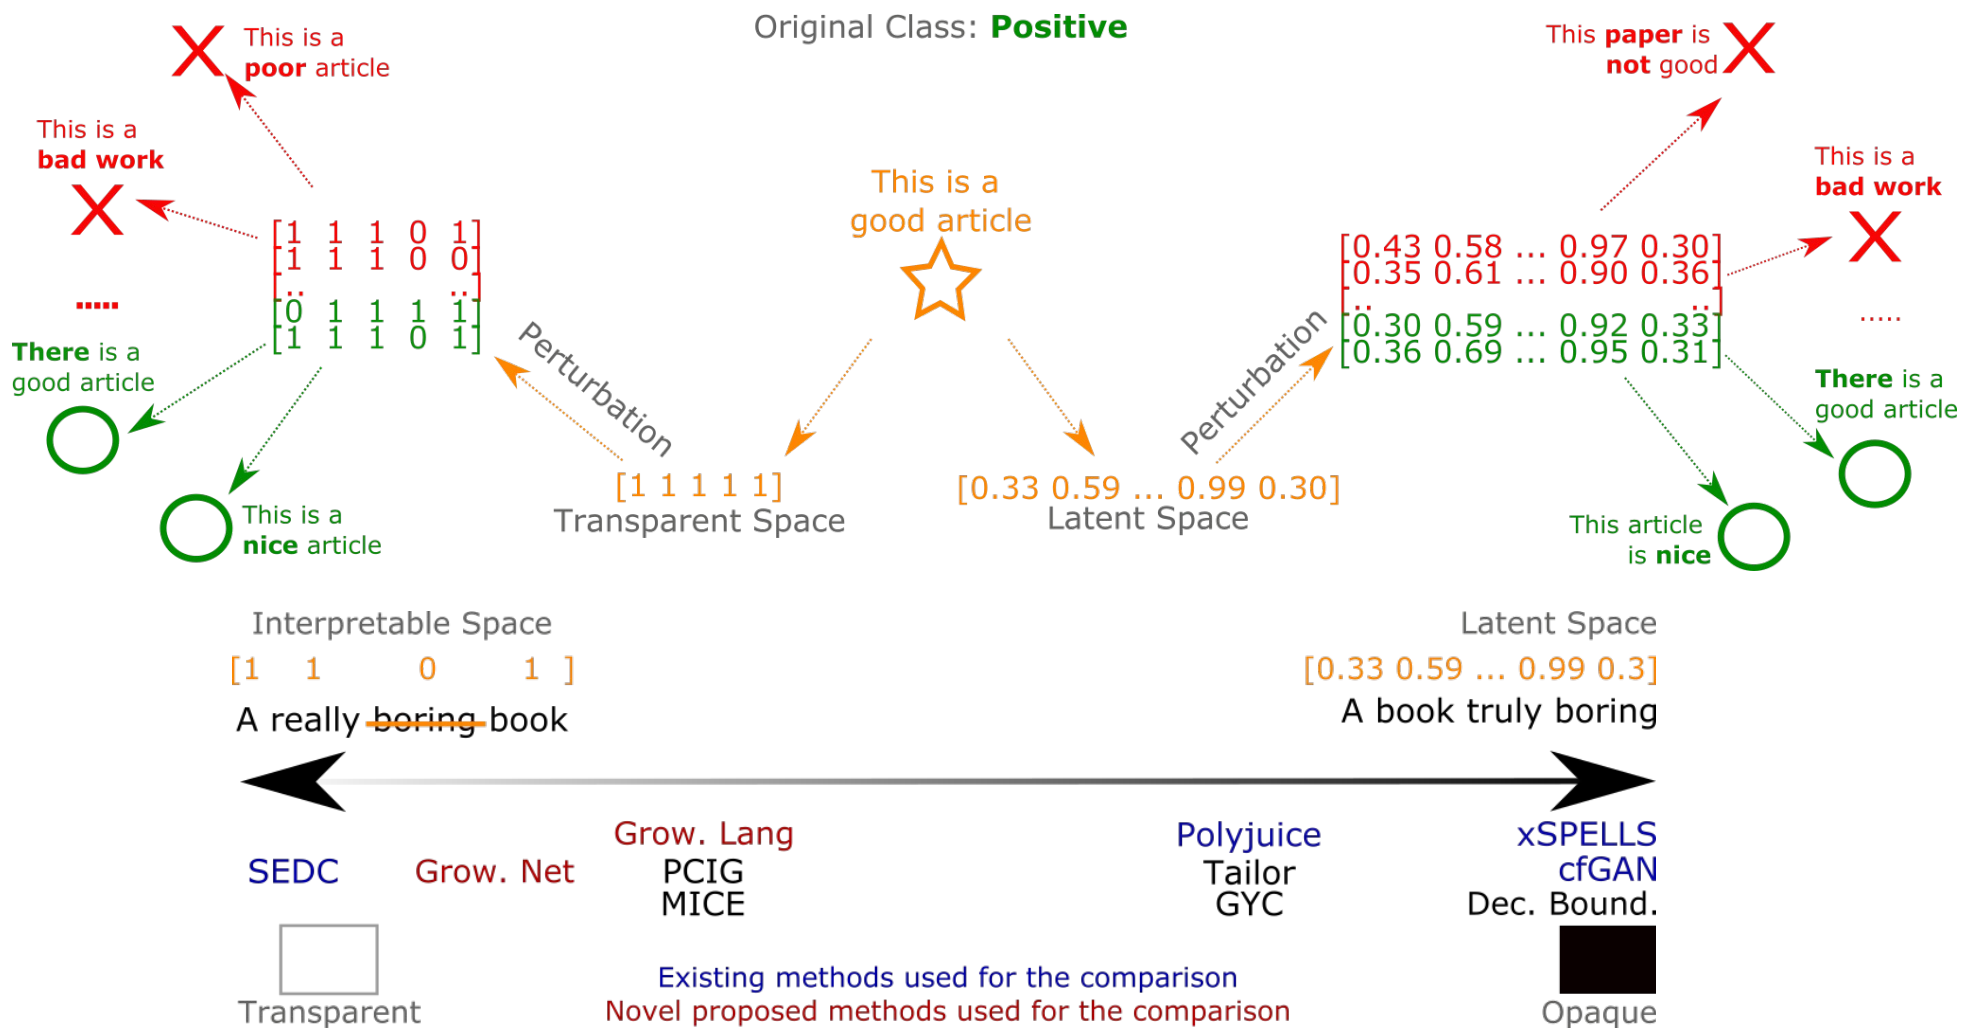 Original Class: Positive
This is a
poor article
This paper is
not good
This is a
bad work
This is a
bad work
This is a
good article
[1 1 1 0 1]
[1 1 1 0 0]
[.. ..]
[0 1 1 1 1]
[1 1 1 0 1]
.....
[0.43 0.58 ... 0.97 0.30]
[0.35 0.61 ... 0.90 0.36]
[.. ..]
[0.30 0.59 ... 0.92 0.33]
[0.36 0.69 ... 0.95 0.31]
.....
There is a
good article
There is a
good article
Perturbation
Perturbation
[1 1 1 1 1]
Transparent Space
[0.33 0.59 ... 0.99 0.30]
Latent Space
This is a
nice article
This article
is nice
Interpretable Space
[1 1 0 1 ]
A really boring book
Latent Space
[0.33 0.59 ... 0.99 0.3]
A book truly boring
SEDC
Grow. Net
Grow. Lang
PCIG
MICE
Polyjuice
Tailor
GYC
xSPELLS
cfGAN
Dec. Bound.
Transparent
Existing methods used for the comparison
Novel proposed methods used for the comparison
Opaque